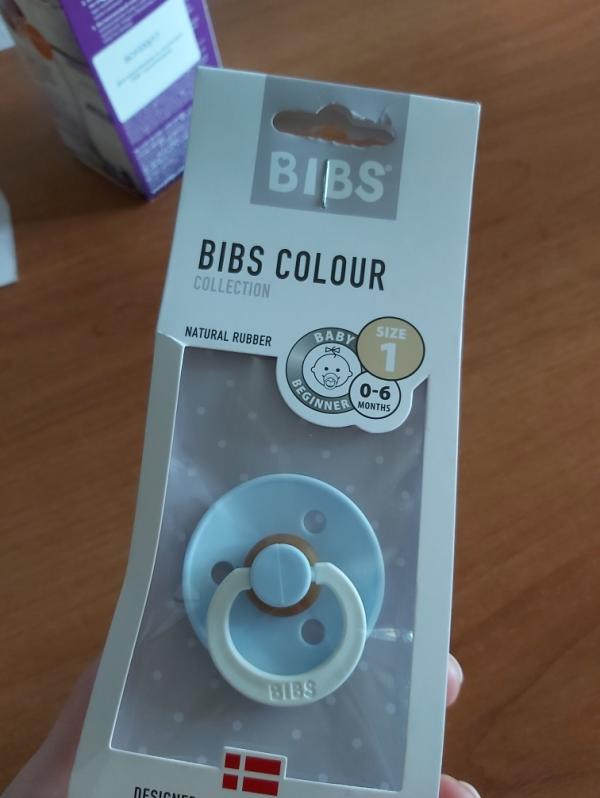 BIBS
BIBS COLOUR
COLLECTION
NATURAL RUBBER
BABY
BEGINNER
SIZE
1
0-6
MONTHS
BIBS